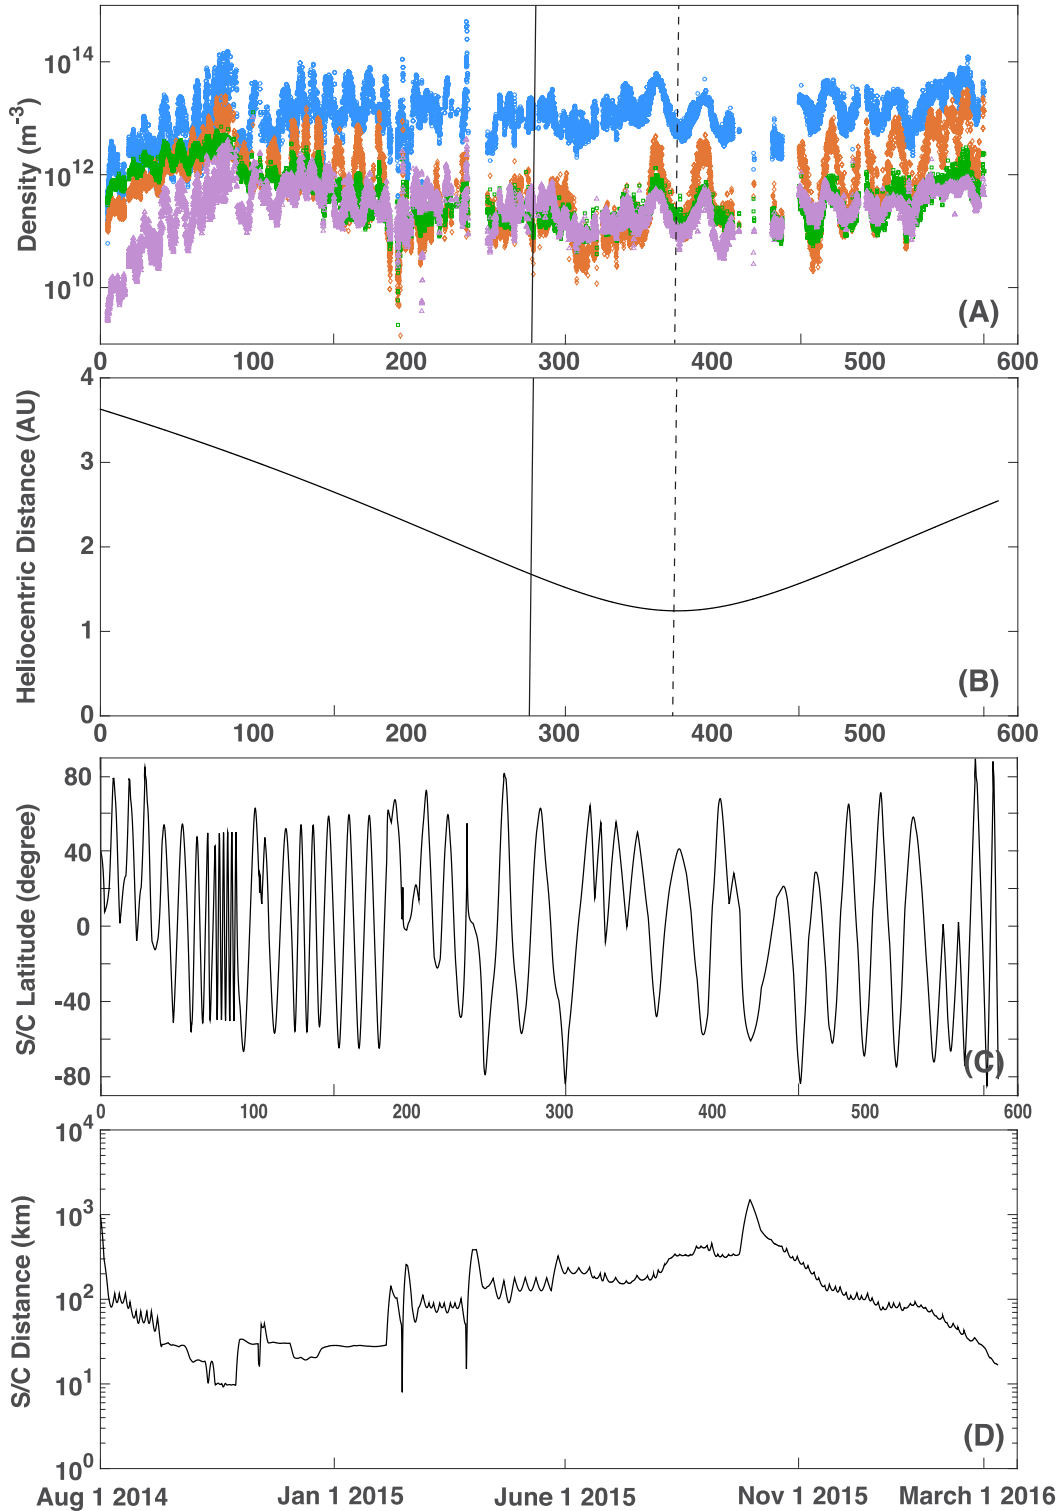 Density (m-3)
10^14
10^12
10^10
(A)
0 100 200 300 400 500 600
Heliocentric Distance (AU)
4
3
2
1
0
(B)
0 100 200 300 400 500 600
S/C Latitude (degree)
80
40
0
-40
-80
(C)
0 100 200 300 400 500 600
S/C Distance (km)
10^4
10^3
10^2
10^1
10^0
(D)
Aug 1 2014 Jan 1 2015 June 1 2015 Nov 1 2015 March 1 2016